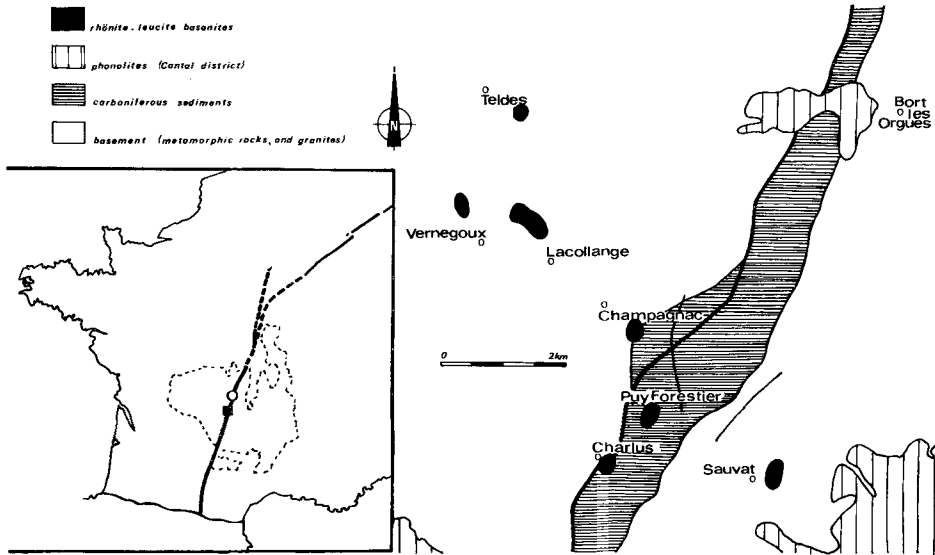 rhönite-leucite basanites
phonolites (Cantal district)
carboniferous sediments
basement (metamorphic rocks, and granites)
N
Teldes
Bort
les
Orgues
Vernegoux
Lacollange
Champagnac
0 2km
Puy Forestier
Charlus
Sauvat